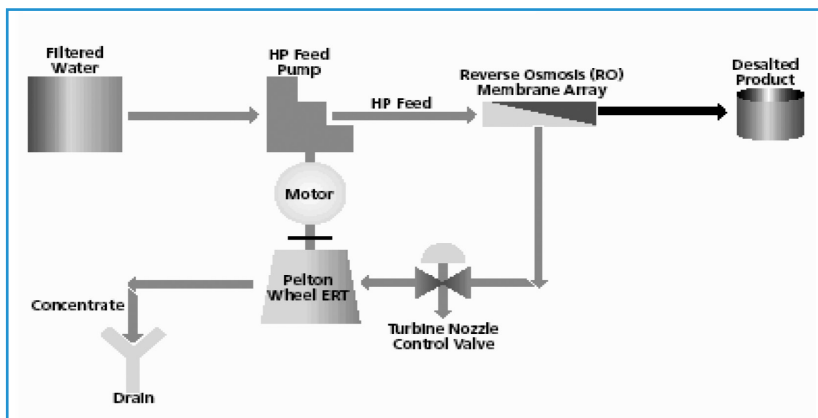 Filtered
Water
HP Feed
Pump
HP Feed
Reverse Osmosis (RO)
Membrane Array
Desalted
Product
Motor
Pelton
Wheel ERT
Turbine Nozzle
Control Valve
Concentrate
Drain